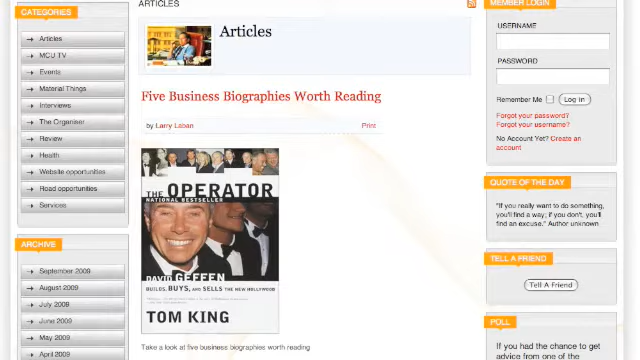 CATEGORIES
Articles
MCU TV
Events
Material Things
Interviews
The Organiser
Review
Health
Website opportunities
Road opportunities
Services
ARCHIVE
September 2009
August 2009
July 2009
June 2009
May 2009
April 2009
ARTICLES
Articles
Five Business Biographies Worth Reading
by Larry Laban
Print
THE OPERATOR
NATIONAL BESTSELLER
DAVID GEFFEN
BUILDS, BUYS, AND SELLS THE NEW HOLLYWOOD
TOM KING
Take a look at five business biographies worth reading
MEMBER LOGIN
USERNAME
PASSWORD
Remember Me
Log in
Forgot your password?
Forgot your username?
No Account Yet? Create an
account
QUOTE OF THE DAY
"If you really want to do something,
you'll find a way; if you don't, you'll
find an excuse." Author unknown
TELL A FRIEND
Tell A Friend
POLL
If you had the chance to get
advice from one of the